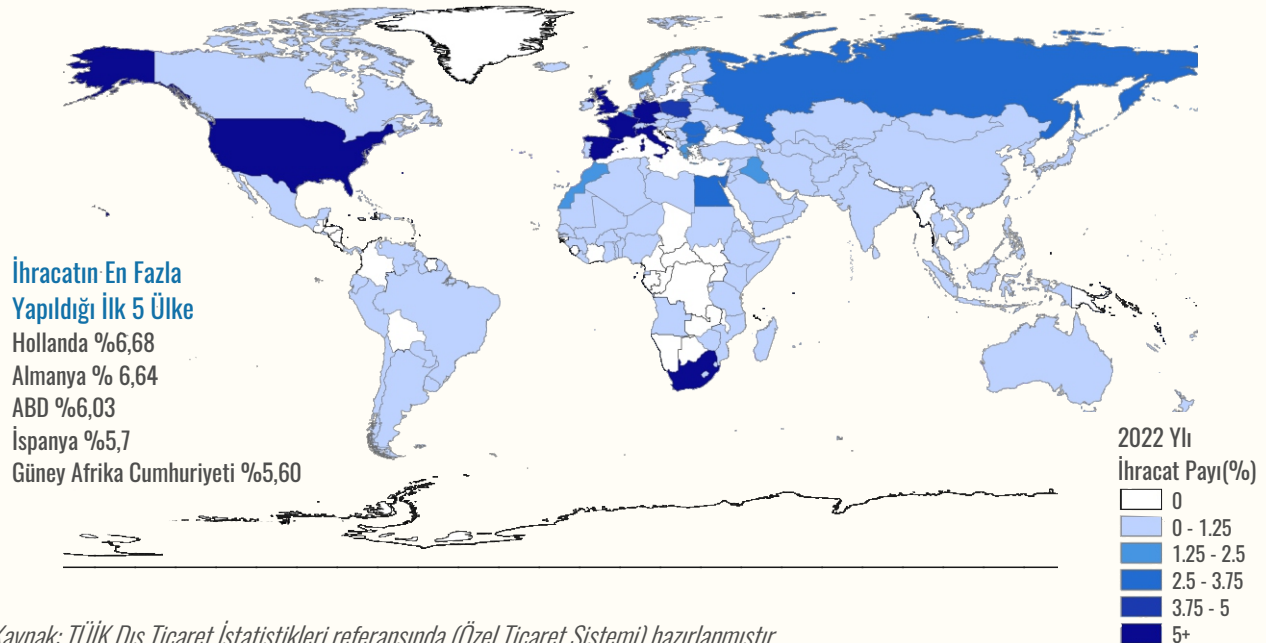 İhracatın En Fazla
Yapıldığı İlk 5 Ülke
Hollanda %6,68
Almanya % 6,64
ABD %6,03
İspanya %5,7
Güney Afrika Cumhuriyeti %5,60
2022 Ylı
İhracat Payı(%)
0
0 - 1.25
1.25 - 2.5
2.5 - 3.75
3.75 - 5
5+
Kaynak: TÜİK Dış Ticaret İstatistikleri referansında (Özel Ticaret Sistemi) hazırlanmıştır